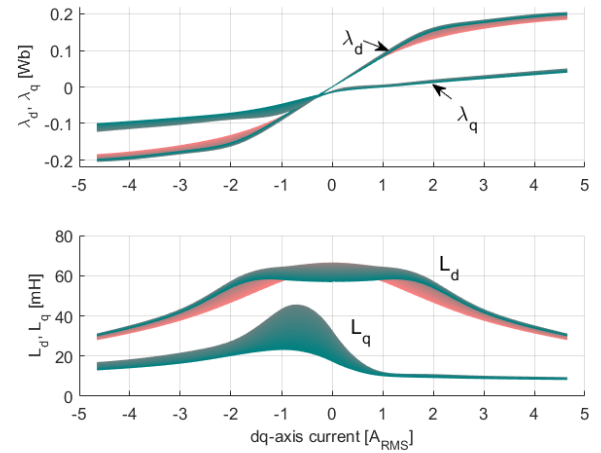 0.2
0.1
0
-0.1
-0.2
λd, λq [Wb]
λd
λq
-5 -4 -3 -2 -1 0 1 2 3 4 5
80
60
40
20
0
Ld, Lq [mH]
Ld
Lq
-5 -4 -3 -2 -1 0 1 2 3 4 5
dq-axis current [ARMS]